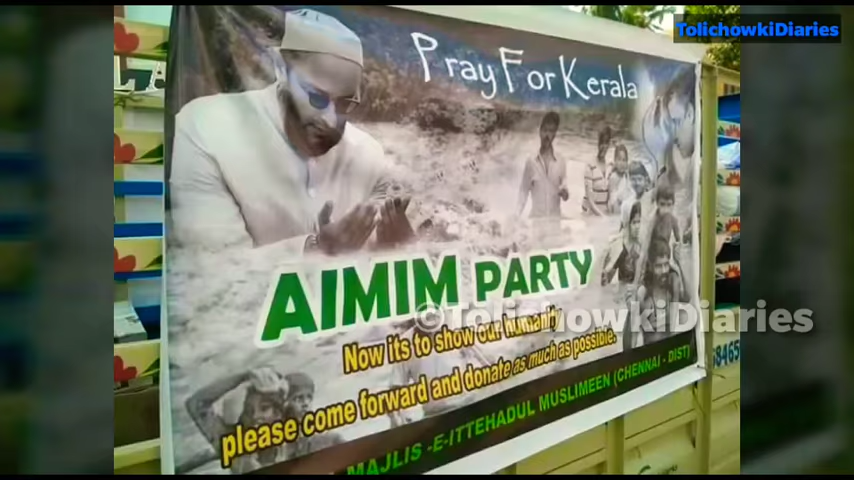 TolichowkiDiaries
Pray For Kerala
AIMIM PARTY
©TolichowkiDiaries
Now its to show our humanity
please come forward and donate as much as possible.
MAJLIS -E-ITTEHADUL MUSLIMEEN (CHENNAI - DIST)
8465